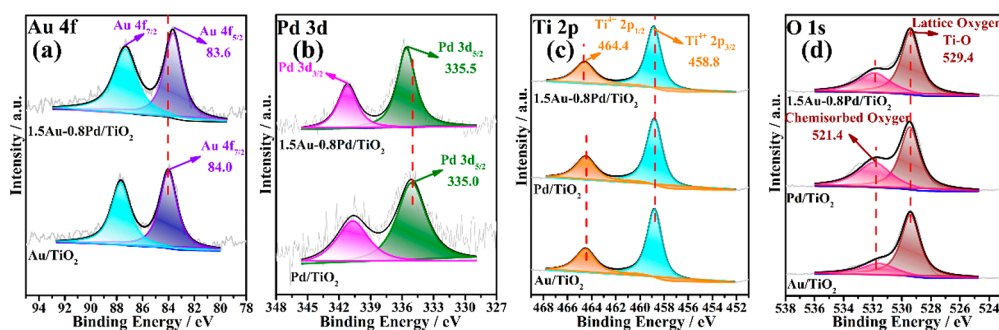 Au 4f
(a)
Au 4f7/2
Au 4f5/2
83.6
1.5Au-0.8Pd/TiO2
Au 4f7/2
84.0
Au/TiO2
Intensity / a.u.
94 92 90 88 86 84 82 80 78
Binding Energy / eV
Pd 3d
(b)
Pd 3d3/2
Pd 3d5/2
335.5
1.5Au-0.8Pd/TiO2
Pd 3d5/2
335.0
Pd/TiO2
Intensity / a.u.
347 343 339 335 331 327
Binding Energy / eV
Ti 2p
(c)
Ti4+ 2p1/2
464.4
Ti4+ 2p3/2
458.8
1.5Au-0.8Pd/TiO2
Pd/TiO2
Au/TiO2
Intensity / a.u.
468 466 464 462 460 458 456 454 452
Binding Energy / eV
O 1s
(d)
Lattice Oxygen
Ti-O
529.4
1.5Au-0.8Pd/TiO2
Chemisorbed Oxygen
521.4
Pd/TiO2
Au/TiO2
Intensity / a.u.
538 536 534 532 530 528 526 524
Binding Energy / eV